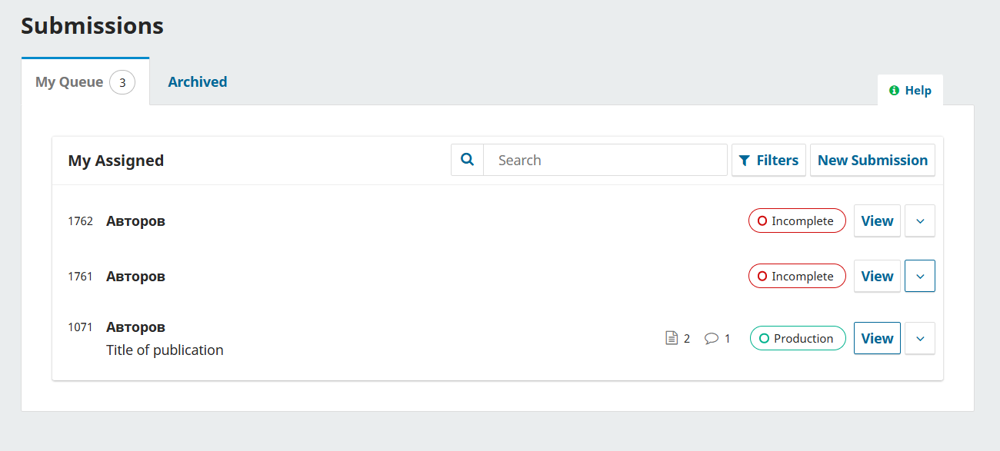 Submissions
My Queue 3 Archived
Help
My Assigned Search Filters New Submission
1762 Авторов Incomplete View
1761 Авторов Incomplete View
1071 Авторов
Title of publication 2 1 Production View